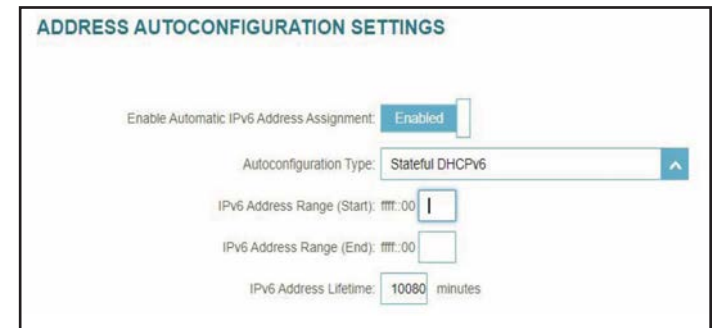 ADDRESS AUTOCONFIGURATION SETTINGS
Enable Automatic IPv6 Address Assignment: Enabled
Autoconfiguration Type: Stateful DHCPv6
IPv6 Address Range (Start): ffff::00
IPv6 Address Range (End): ffff::00
IPv6 Address Lifetime: 10080 minutes